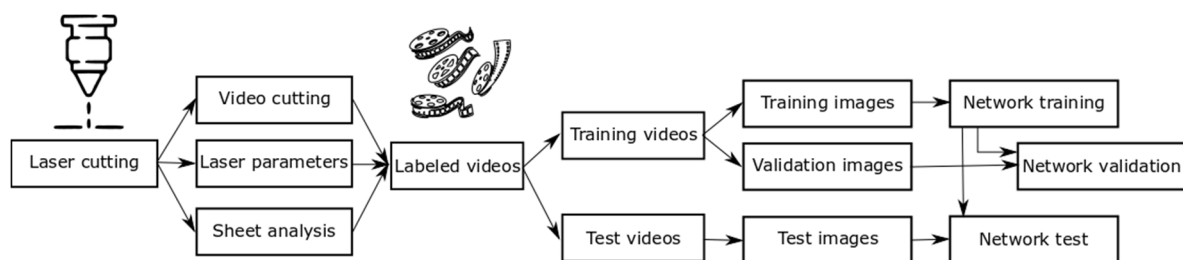 Laser cutting
Video cutting
Laser parameters
Sheet analysis
Labeled videos
Training videos
Test videos
Training images
Validation images
Test images
Network training
Network validation
Network test